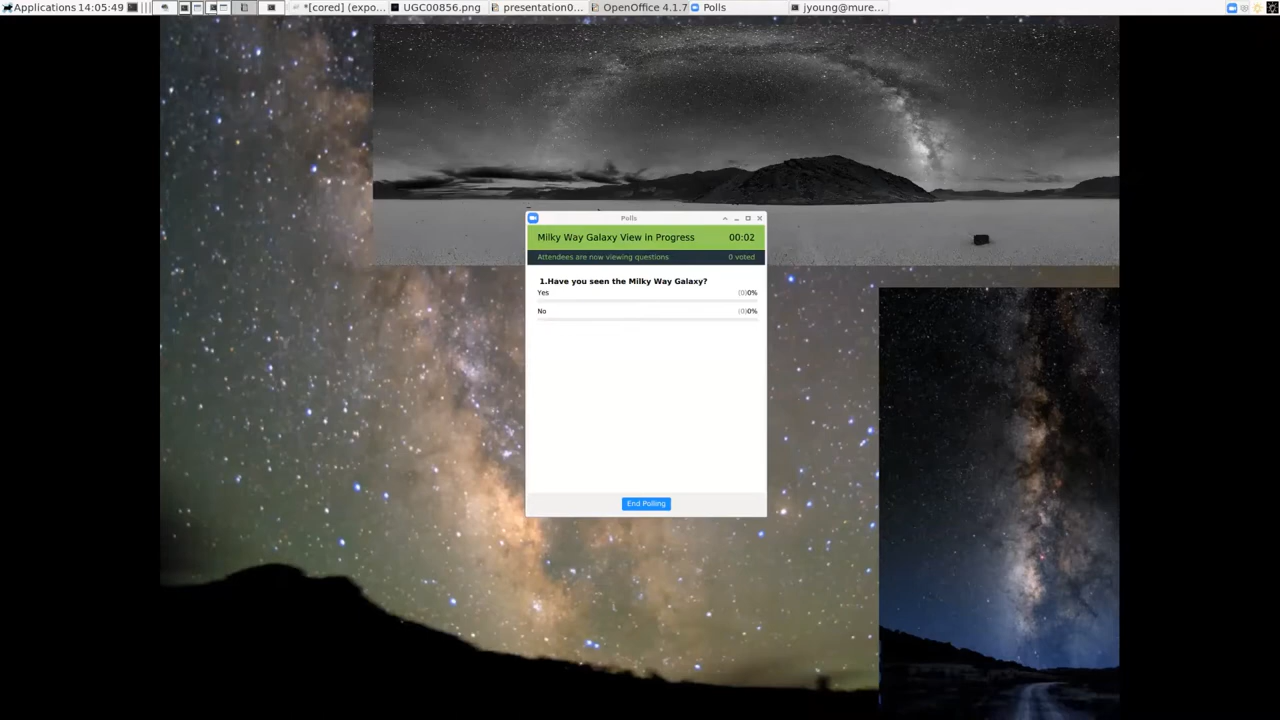 Applications 14:05:49
*[cored] (expo...
UGC00856.png
presentation0...
OpenOffice 4.1.7
Polls
jyoung@mure...
Polls
Milky Way Galaxy View in Progress 00:02
Attendees are now viewing questions 0 voted
1.Have you seen the Milky Way Galaxy?
Yes (0)0%
No (0)0%
End Polling